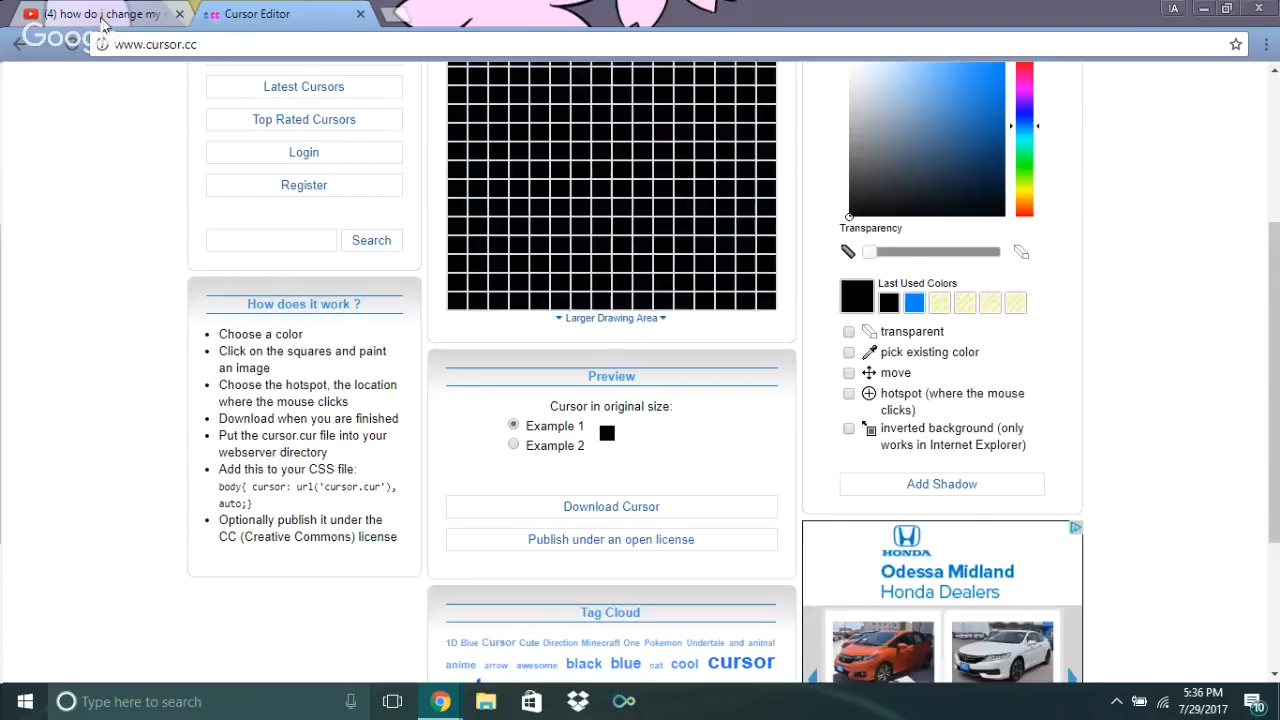 (4) how do i change my
Cursor Editor
IA
Google
www.cursor.cc
Latest Cursors
Top Rated Cursors
Login
Register
Search
How does it work ?
Choose a color
Click on the squares and paint
an image
Choose the hotspot, the location
where the mouse clicks
Download when you are finished
Put the cursor.cur file into your
webserver directory
Add this to your CSS file:
body{ cursor: url('cursor.cur'),
auto;}
Optionally publish it under the
CC (Creative Commons) license
Larger Drawing Area
Preview
Cursor in original size:
Example 1
Example 2
Download Cursor
Publish under an open license
Tag Cloud
1D Blue Cursor Cute Direction Minecraft One Pokemon Undertale and animal
anime arrow awesome black blue cat cool cursor
Transparency
Last Used Colors
transparent
pick existing color
move
hotspot (where the mouse
clicks)
inverted background (only
works in Internet Explorer)
Add Shadow
HONDA
Odessa Midland
Honda Dealers
Type here to search
5:36 PM
7/29/2017
10